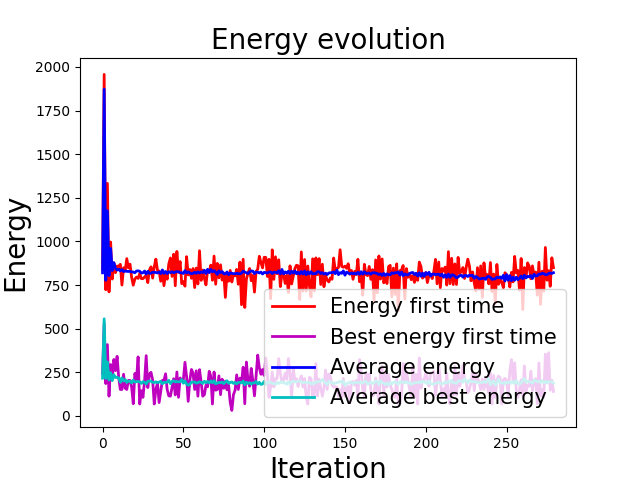 Energy evolution
Energy
2000
1750
1500
1250
1000
750
500
250
0
Energy first time
Best energy first time
Average energy
Average best energy
0 50 100 150 200 250
Iteration